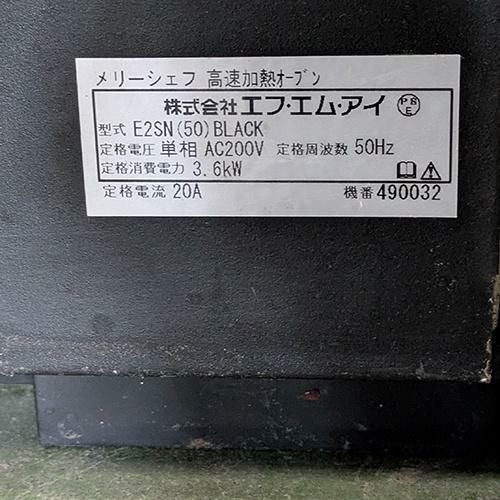 メリーシェフ 高速加熱オーブン
株式会社エフ・エム・アイ PSE
型式 E2SN(50)BLACK
定格電圧 単相 AC200V 定格周波数 50Hz
定格消費電力 3.6kW
定格電流 20A 機番 490032